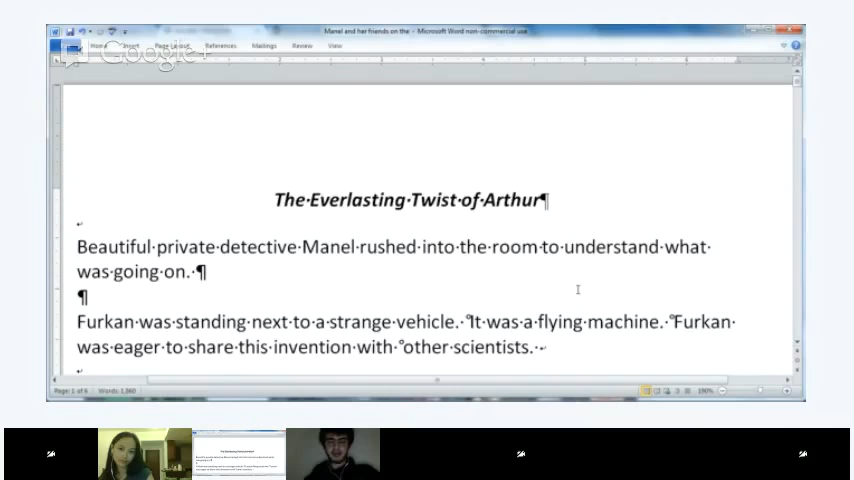 Manel and her friends on the - Microsoft Word non-commercial use
Home Insert Page Layout References Mailings Review View
Google+
The Everlasting Twist of Arthur¶
Beautiful private detective Manel rushed into the room to understand what
was going on. ¶
¶
Furkan was standing next to a strange vehicle. It was a flying machine. Furkan
was eager to share this invention with other scientists.
Page: 1 of 6 Words: 1,060 190%